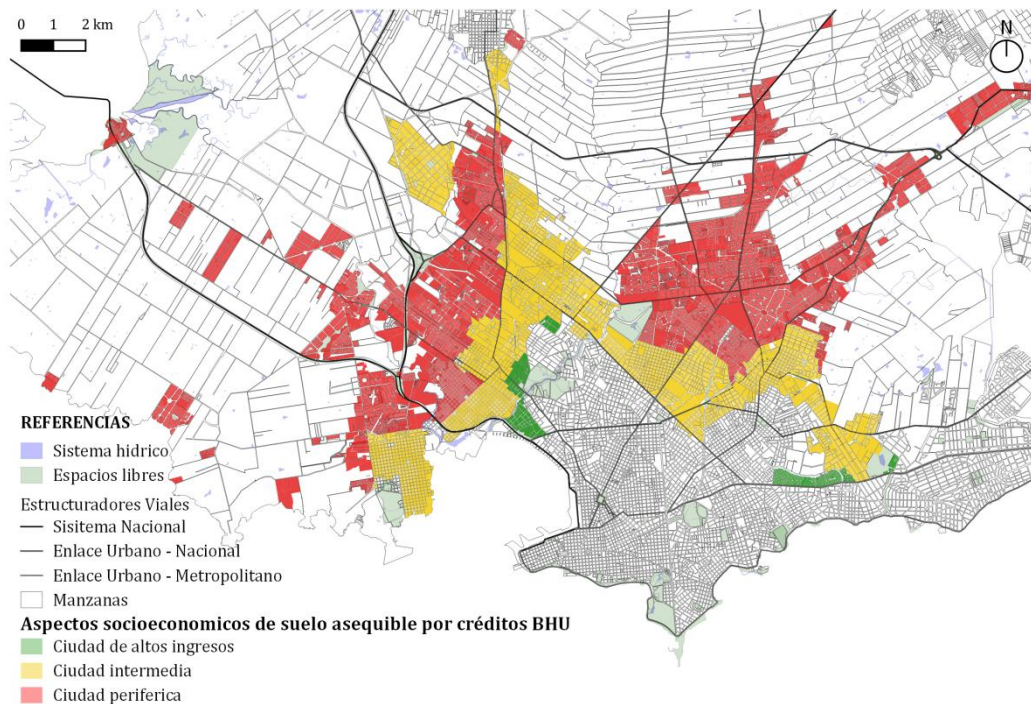 0 1 2 km
N
REFERENCIAS
Sistema hidrico
Espacios libres
Estructuradores Viales
Sisitema Nacional
Enlace Urbano - Nacional
Enlace Urbano - Metropolitano
Manzanas
Aspectos socioeconomicos de suelo asequible por créditos BHU
Ciudad de altos ingresos
Ciudad intermedia
Ciudad periferica